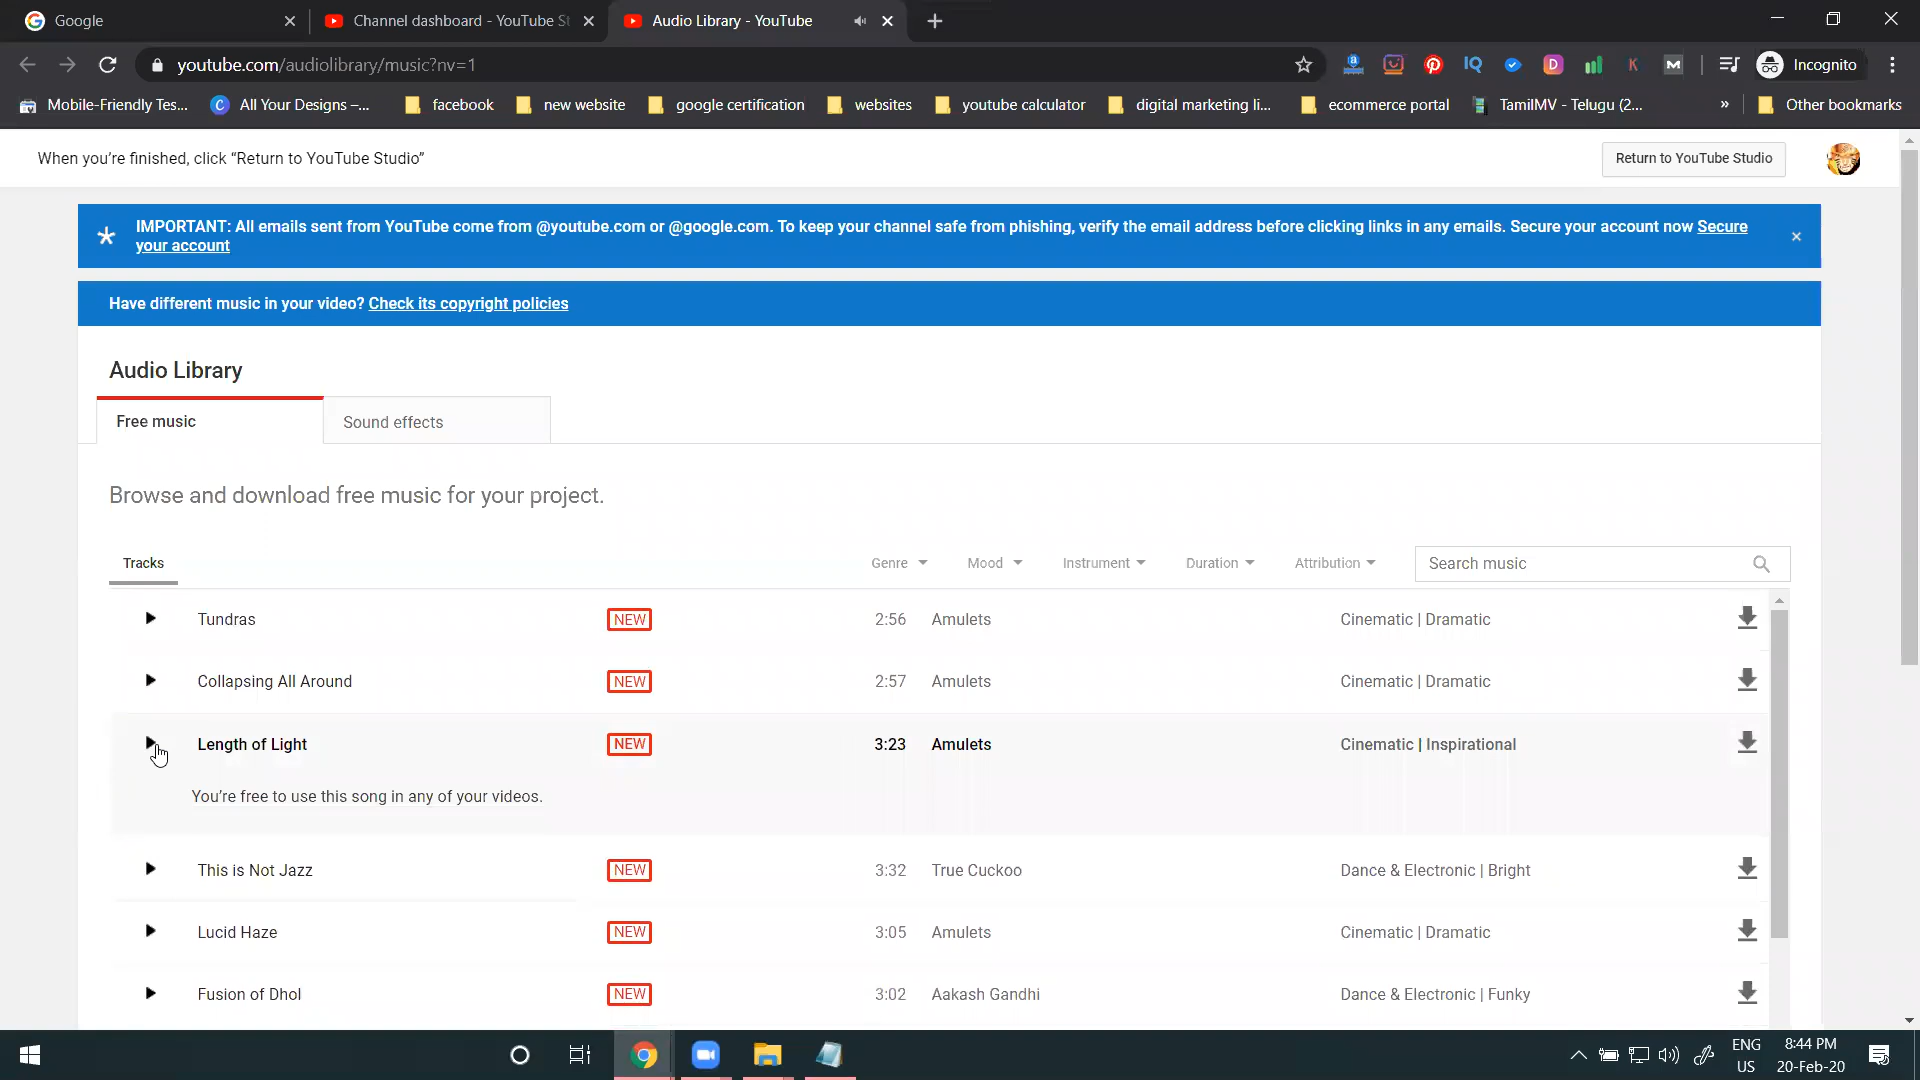 Google
Channel dashboard - YouTube St
Audio Library - YouTube
youtube.com/audiolibrary/music?nv=1
Incognito
Mobile-Friendly Tes...
All Your Designs –...
facebook
new website
google certification
websites
youtube calculator
digital marketing li...
ecommerce portal
TamilMV - Telugu (2...
»
Other bookmarks
When you're finished, click “Return to YouTube Studio”
Return to YouTube Studio
IMPORTANT: All emails sent from YouTube come from @youtube.com or @google.com. To keep your channel safe from phishing, verify the email address before clicking links in any emails. Secure your account now Secure
your account
Have different music in your video? Check its copyright policies
Audio Library
Free music
Sound effects
Browse and download free music for your project.
Tracks
Genre
Mood
Instrument
Duration
Attribution
Search music
Tundras NEW 2:56 Amulets Cinematic | Dramatic
Collapsing All Around NEW 2:57 Amulets Cinematic | Dramatic
Length of Light NEW 3:23 Amulets Cinematic | Inspirational
You're free to use this song in any of your videos.
This is Not Jazz NEW 3:32 True Cuckoo Dance & Electronic | Bright
Lucid Haze NEW 3:05 Amulets Cinematic | Dramatic
Fusion of Dhol NEW 3:02 Aakash Gandhi Dance & Electronic | Funky
ENG
US
8:44 PM
20-Feb-20